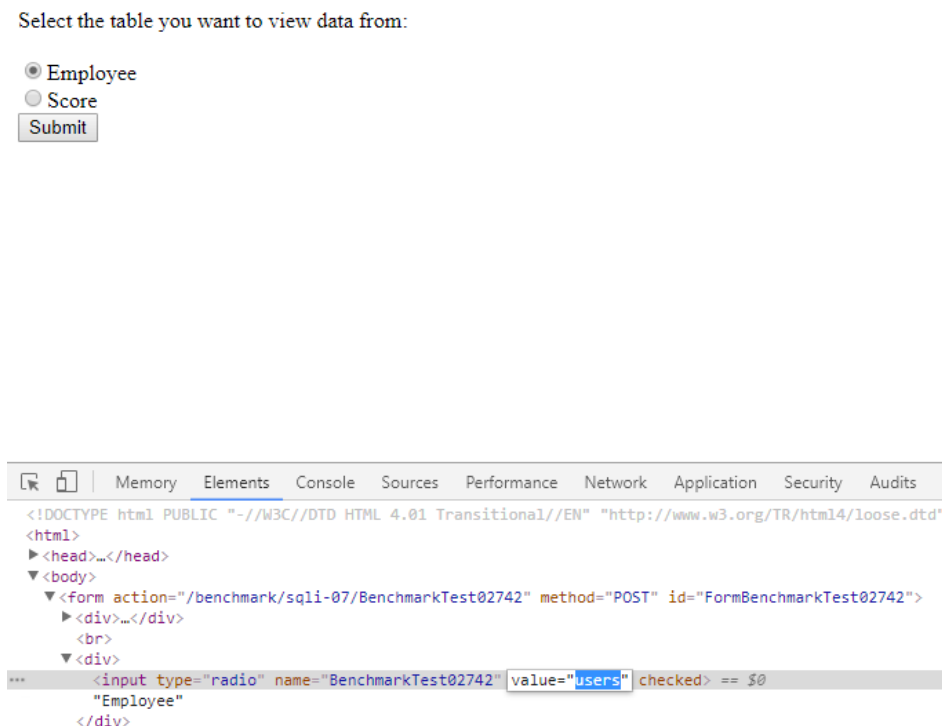 Select the table you want to view data from:
Employee
Score
Submit
Memory Elements Console Sources Performance Network Application Security Audits
<!DOCTYPE html PUBLIC "-//W3C//DTD HTML 4.01 Transitional//EN" "http://www.w3.org/TR/html4/loose.dtd"
<html>
<head>…</head>
<body>
<form action="/benchmark/sqli-07/BenchmarkTest02742" method="POST" id="FormBenchmarkTest02742">
<div>…</div>
<br>
<div>
<input type="radio" name="BenchmarkTest02742" value="users" checked> == $0
"Employee"
</div>